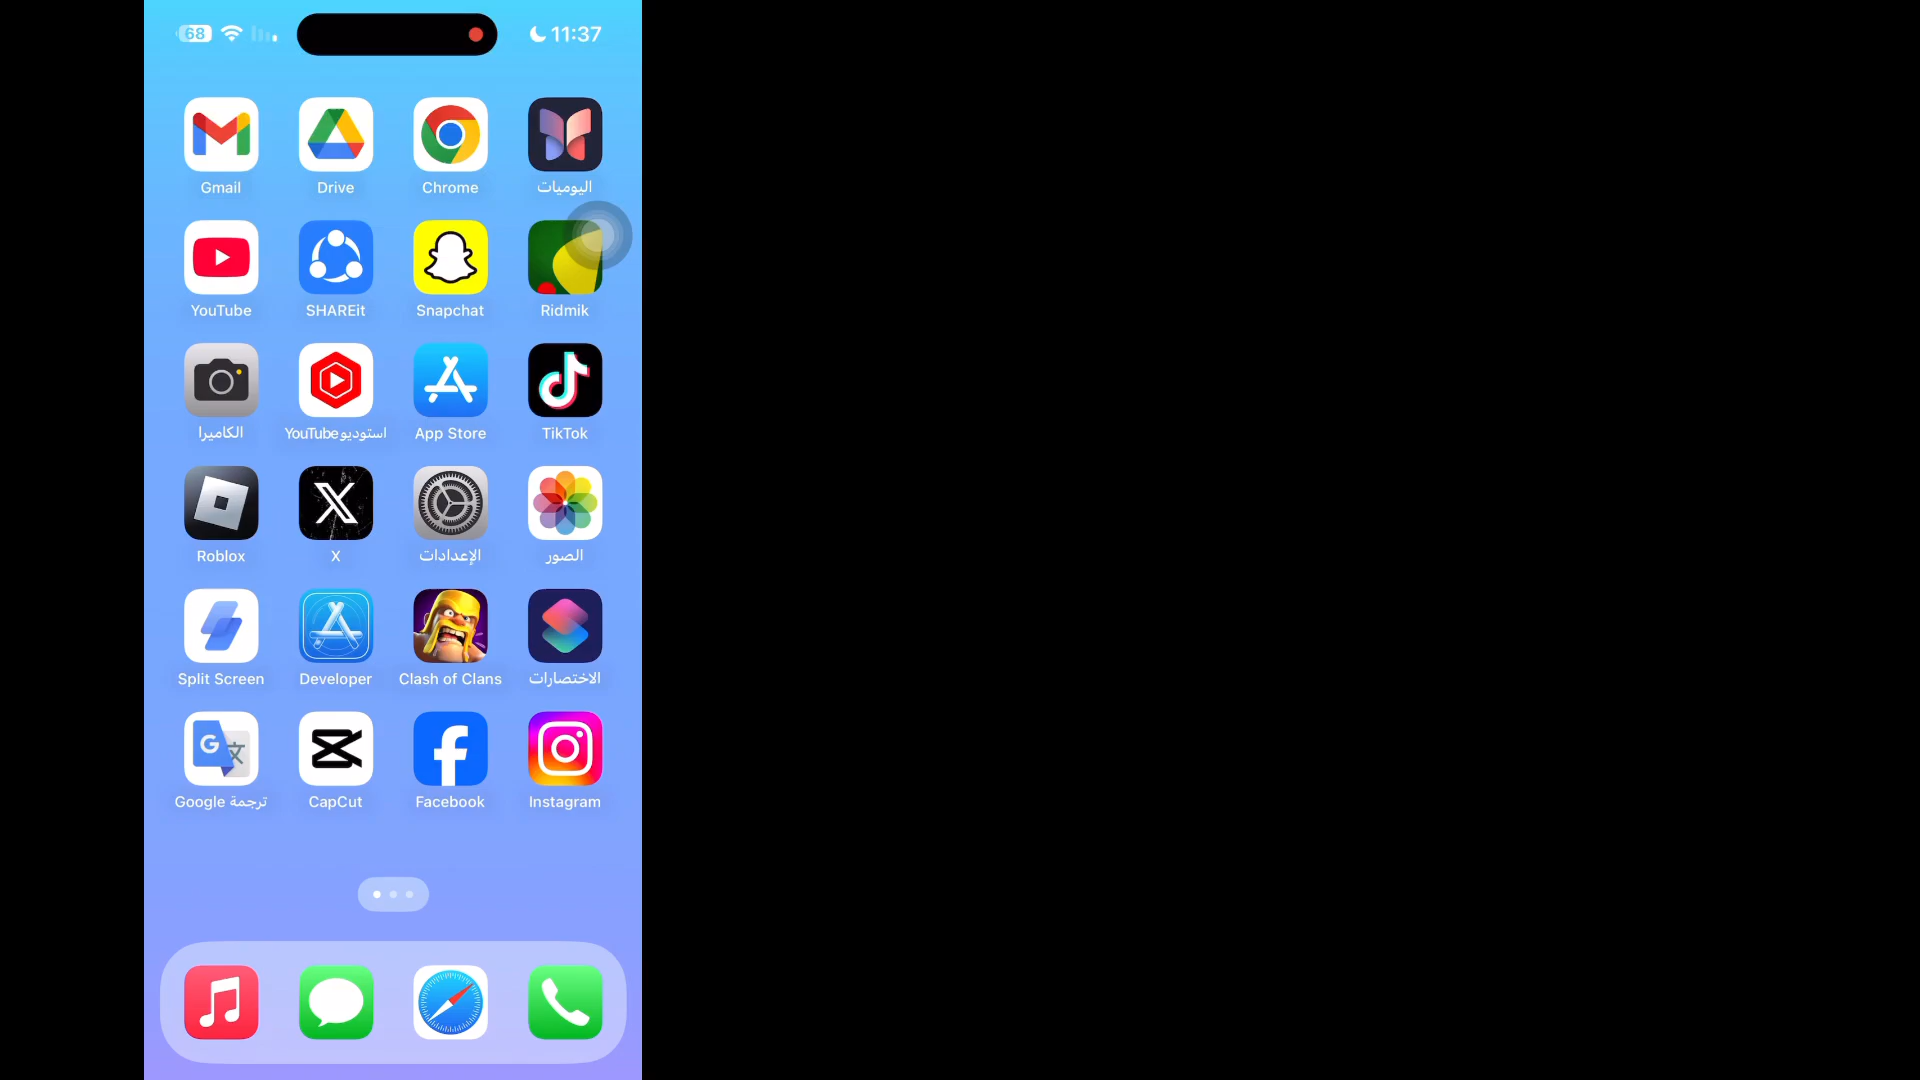 68
11:37
Gmail
Drive
Chrome
اليوميات
YouTube
SHAREit
Snapchat
Ridmik
الكاميرا
استوديو YouTube
App Store
TikTok
Roblox
X
الإعدادات
الصور
Split Screen
Developer
Clash of Clans
الاختصارات
ترجمة Google
CapCut
Facebook
Instagram